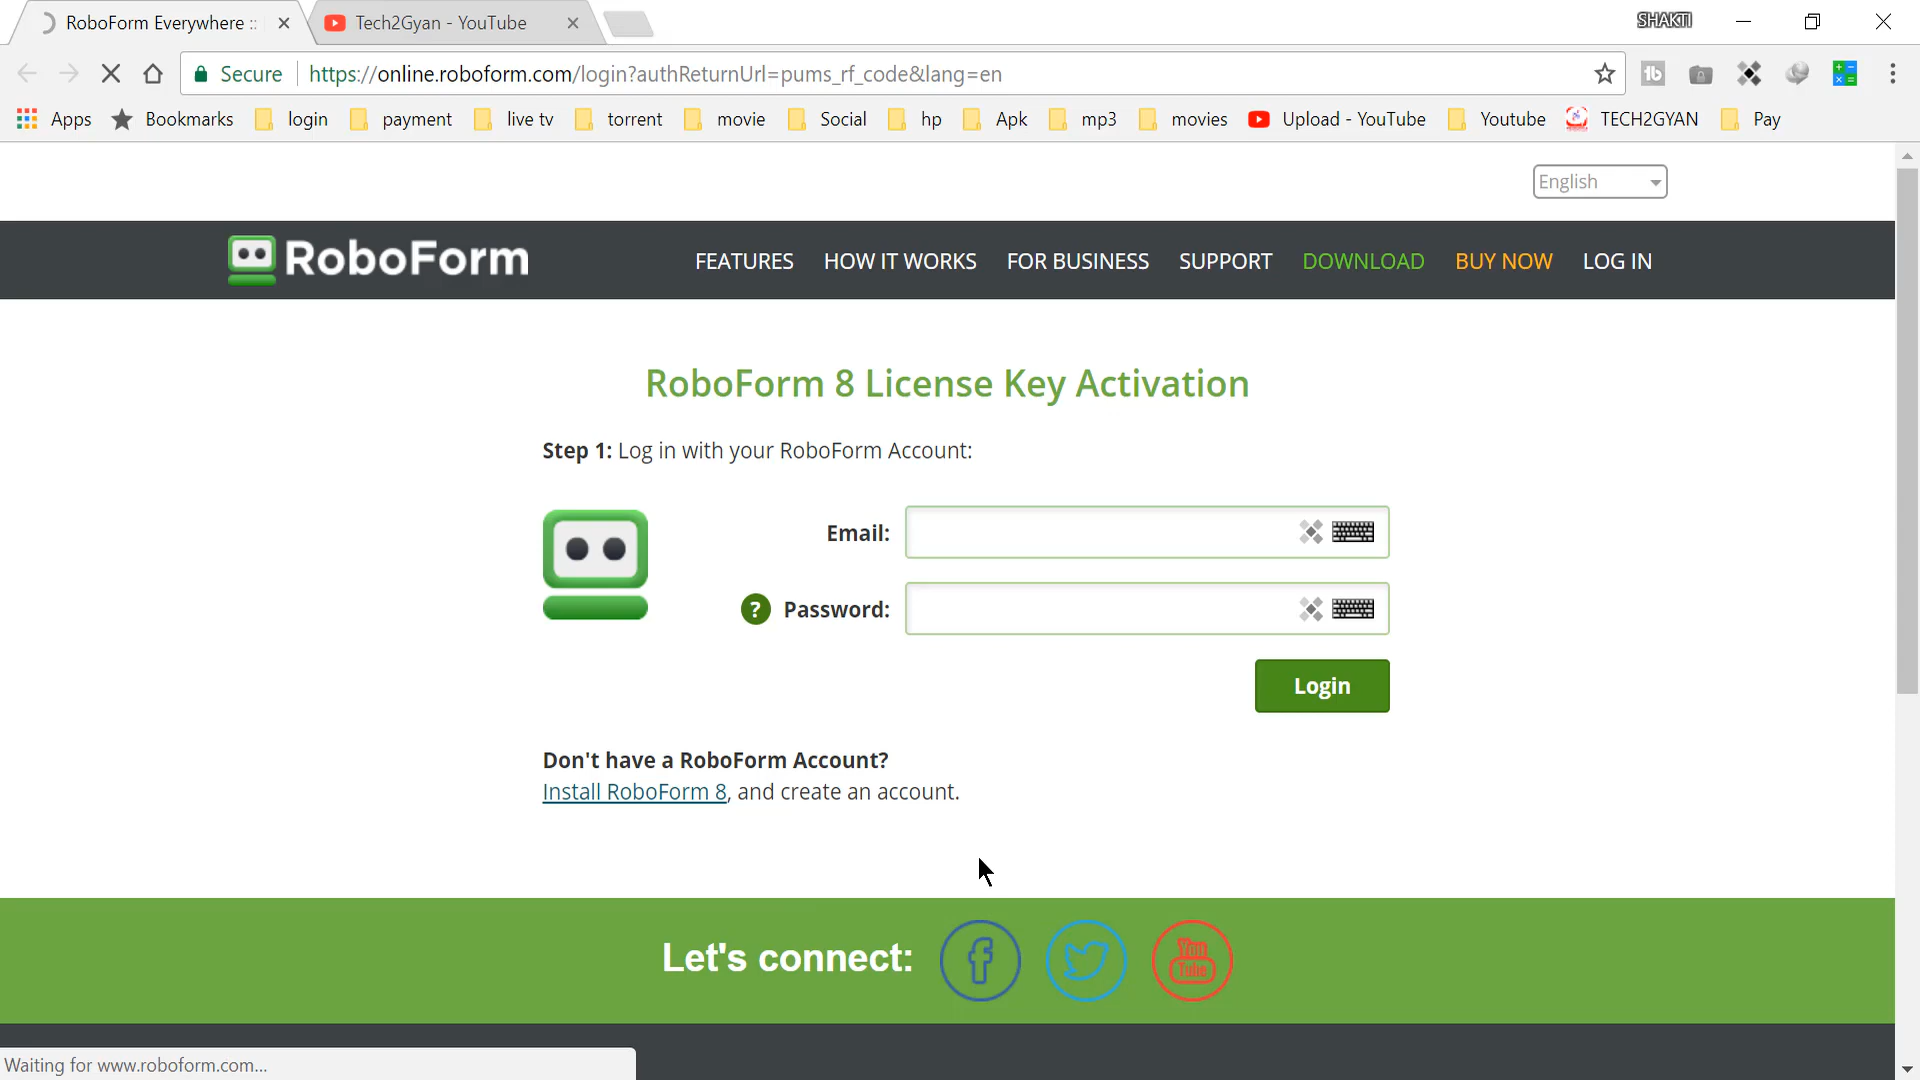 RoboForm Everywhere ::
Tech2Gyan - YouTube
SHAKTI
Secure
https://online.roboform.com/login?authReturnUrl=pums_rf_code&lang=en
Apps Bookmarks login payment live tv torrent movie Social hp Apk mp3 movies Upload - YouTube Youtube TECH2GYAN Pay
English
RoboForm FEATURES HOW IT WORKS FOR BUSINESS SUPPORT DOWNLOAD BUY NOW LOG IN
RoboForm 8 License Key Activation
Step 1: Log in with your RoboForm Account:
Email:
? Password:
Login
Don't have a RoboForm Account?
Install RoboForm 8, and create an account.
Let's connect: f You Tube
Waiting for www.roboform.com...